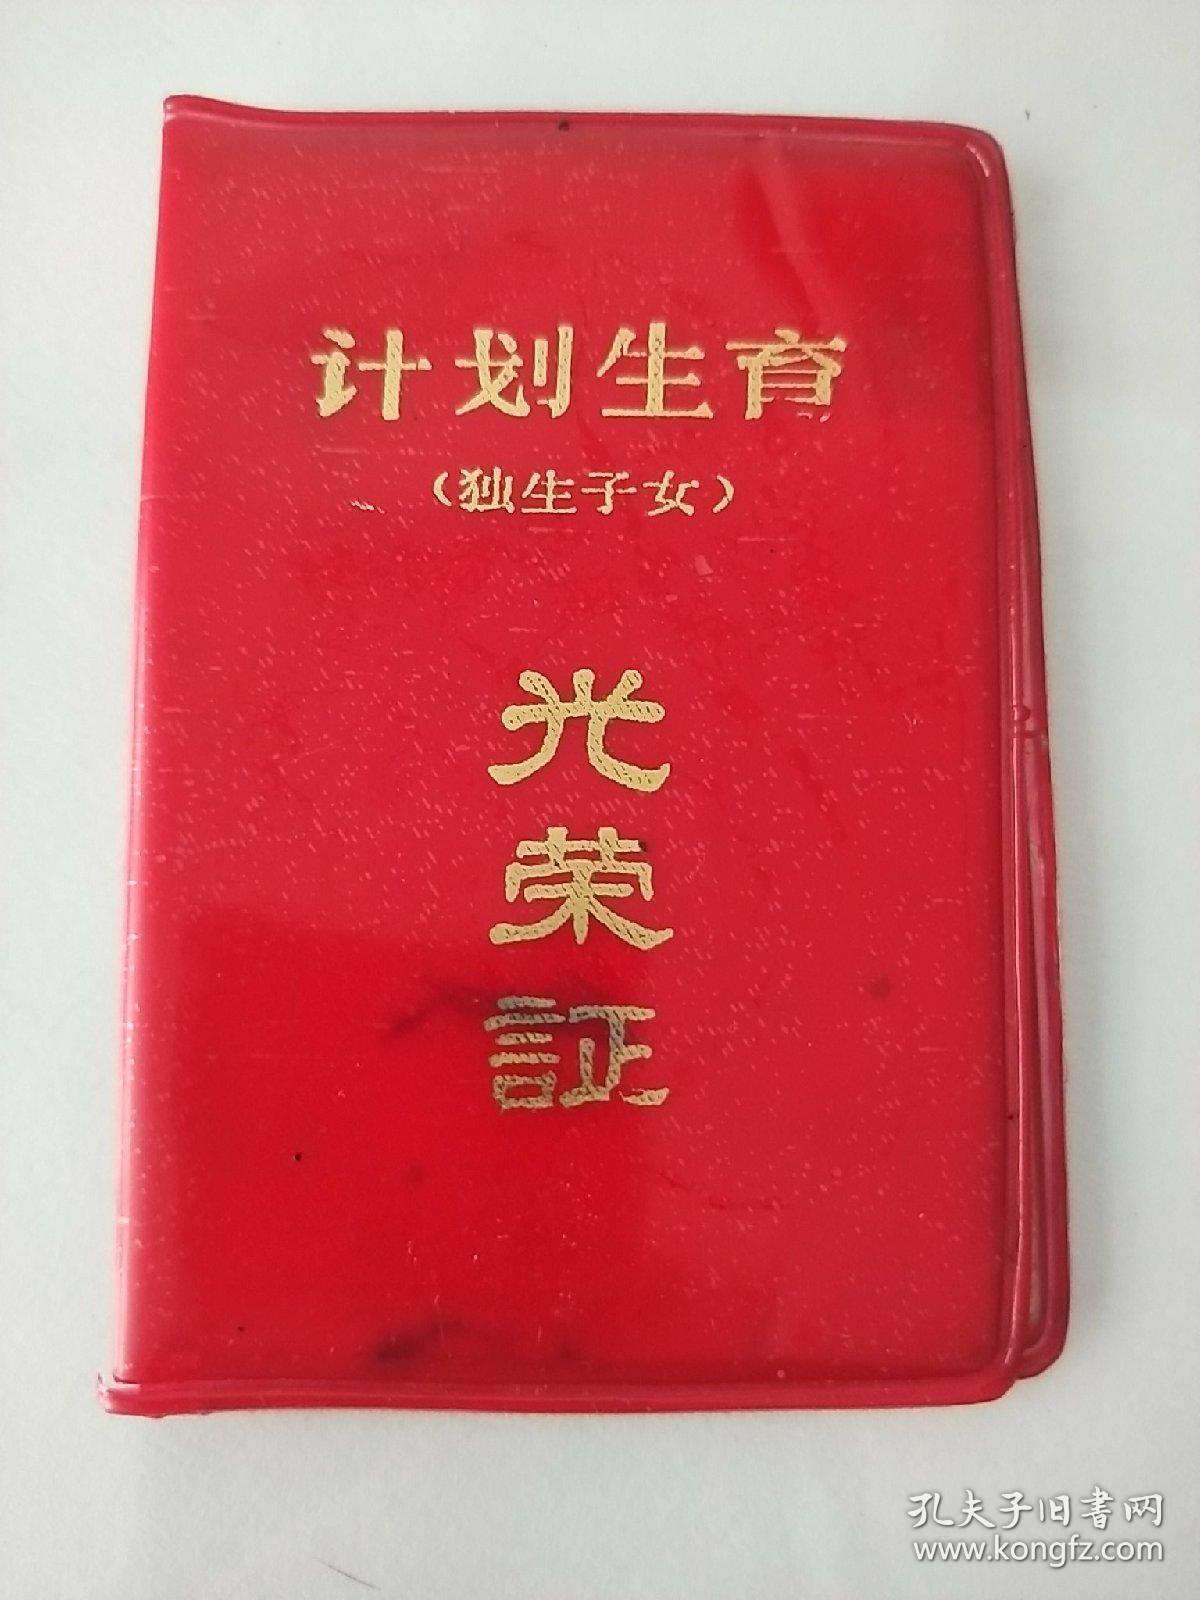 计划生育
（独生子女）
光
荣
証
孔夫子旧书网
www.kongfz.com